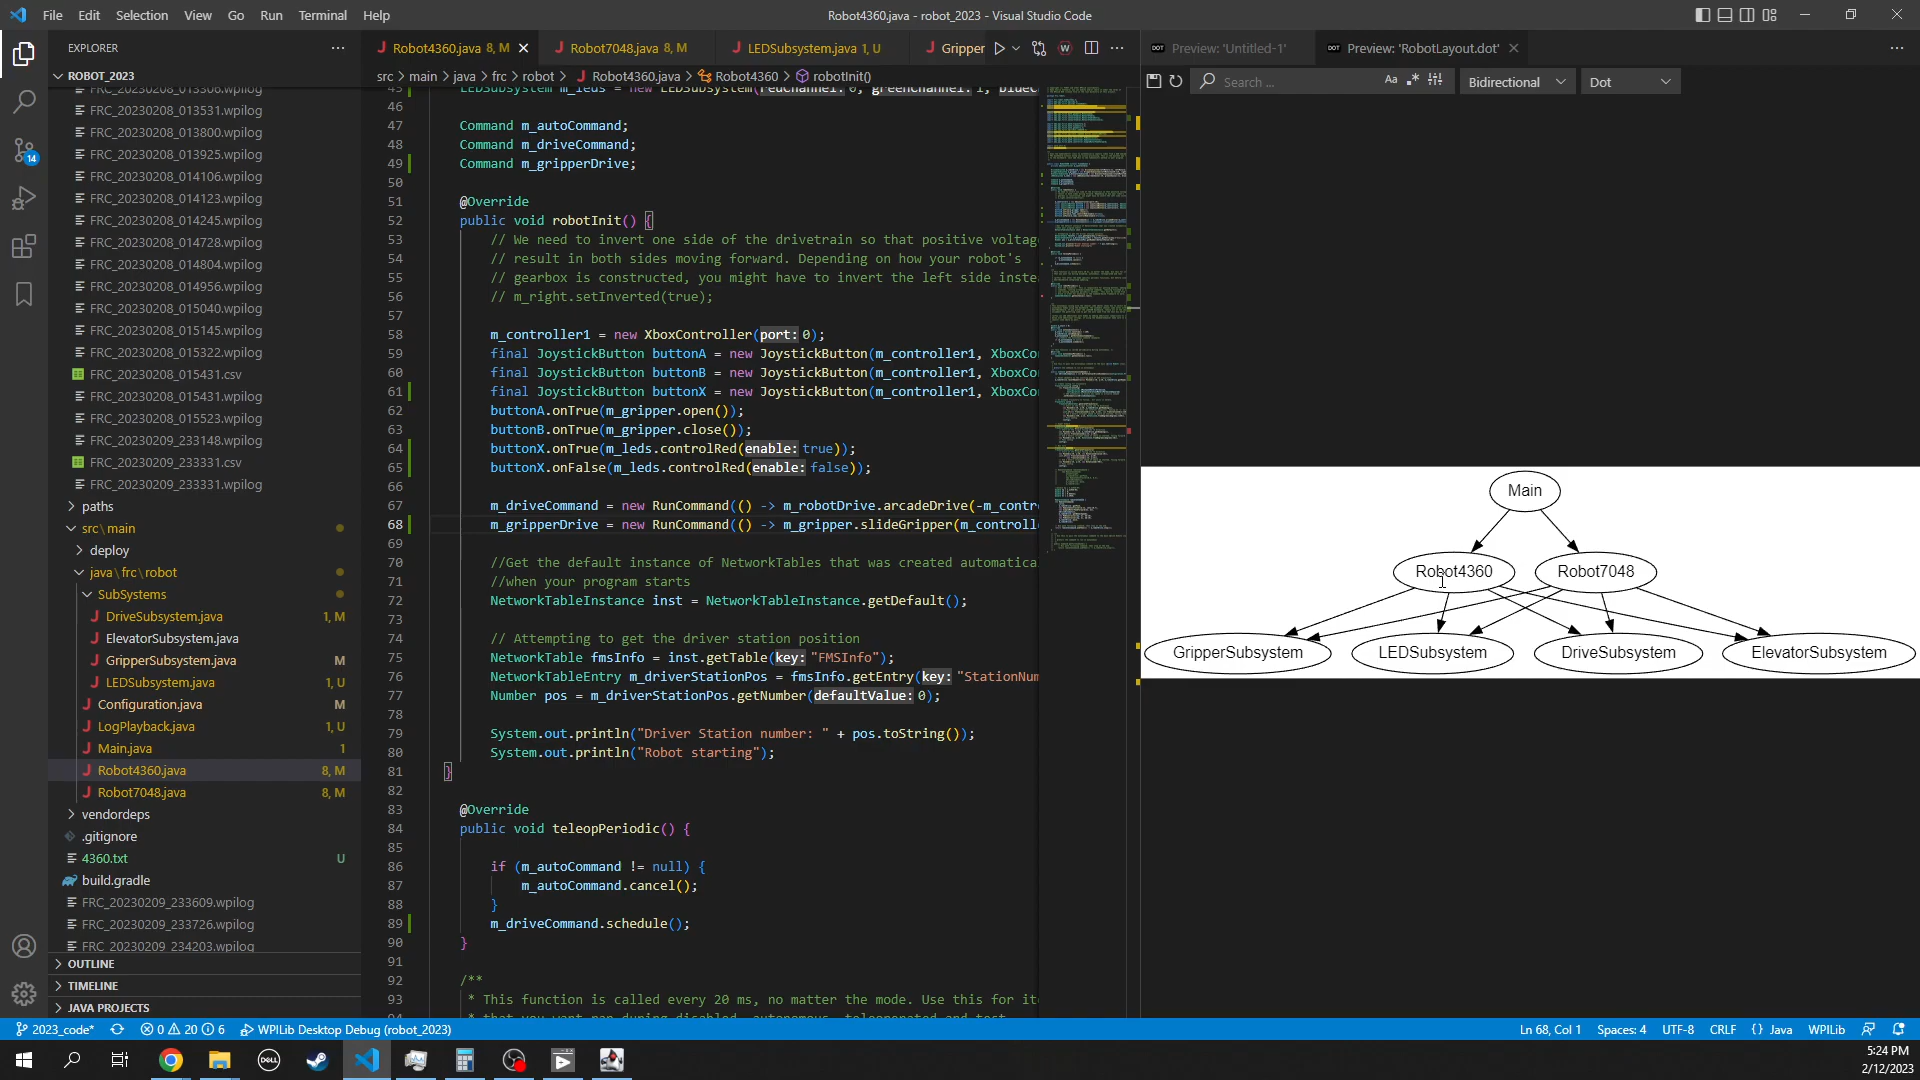 File Edit Selection View Go Run Terminal Help
Robot4360.java - robot_2023 - Visual Studio Code
EXPLORER
ROBOT_2023
FRC_20230208_013306.wpilog
FRC_20230208_013531.wpilog
FRC_20230208_013800.wpilog
FRC_20230208_013925.wpilog
FRC_20230208_014106.wpilog
FRC_20230208_014123.wpilog
FRC_20230208_014245.wpilog
FRC_20230208_014728.wpilog
FRC_20230208_014804.wpilog
FRC_20230208_014956.wpilog
FRC_20230208_015040.wpilog
FRC_20230208_015145.wpilog
FRC_20230208_015322.wpilog
FRC_20230208_015431.csv
FRC_20230208_015431.wpilog
FRC_20230208_015523.wpilog
FRC_20230209_233148.wpilog
FRC_20230209_233331.csv
FRC_20230209_233331.wpilog
paths
src\main
deploy
java\frc\robot
SubSystems
DriveSubsystem.java 1, M
ElevatorSubsystem.java
GripperSubsystem.java M
LEDSubsystem.java 1, U
Configuration.java M
LogPlayback.java 1, U
Main.java 1
Robot4360.java 8, M
Robot7048.java 8, M
vendordeps
.gitignore
4360.txt U
build.gradle
FRC_20230209_233609.wpilog
FRC_20230209_233726.wpilog
FRC_20230209_234203.wpilog
OUTLINE
TIMELINE
JAVA PROJECTS
14
Robot4360.java 8, M Robot7048.java 8, M LEDSubsystem.java 1, U Gripper
src > main > java > frc > robot > Robot4360.java > Robot4360 > robotInit()
45 LEDSubsystem m_leds = new LEDSubsystem(redChannel: 0, greenChannel: 1, blueC
46
47 Command m_autoCommand;
48 Command m_driveCommand;
49 Command m_gripperDrive;
50
51 @Override
52 public void robotInit() {
53 // We need to invert one side of the drivetrain so that positive voltag
54 // result in both sides moving forward. Depending on how your robot's
55 // gearbox is constructed, you might have to invert the left side inste
56 // m_right.setInverted(true);
57
58 m_controller1 = new XboxController(port: 0);
59 final JoystickButton buttonA = new JoystickButton(m_controller1, XboxCo
60 final JoystickButton buttonB = new JoystickButton(m_controller1, XboxCo
61 final JoystickButton buttonX = new JoystickButton(m_controller1, XboxCo
62 buttonA.onTrue(m_gripper.open());
63 buttonB.onTrue(m_gripper.close());
64 buttonX.onTrue(m_leds.controlRed(enable: true));
65 buttonX.onFalse(m_leds.controlRed(enable: false));
66
67 m_driveCommand = new RunCommand(() -> m_robotDrive.arcadeDrive(-m_contr
68 m_gripperDrive = new RunCommand(() -> m_gripper.slideGripper(m_controll
69
70 //Get the default instance of NetworkTables that was created automatica
71 //when your program starts
72 NetworkTableInstance inst = NetworkTableInstance.getDefault();
73
74 // Attempting to get the driver station position
75 NetworkTable fmsInfo = inst.getTable(key: "FMSInfo");
76 NetworkTableEntry m_driverStationPos = fmsInfo.getEntry(key: "StationNum
77 Number pos = m_driverStationPos.getNumber(defaultValue: 0);
78
79 System.out.println("Driver Station number: " + pos.toString());
80 System.out.println("Robot starting");
81 }
82
83 @Override
84 public void teleopPeriodic() {
85
86 if (m_autoCommand != null) {
87 m_autoCommand.cancel();
88 }
89 m_driveCommand.schedule();
90 }
91
92 /**
93 * This function is called every 20 ms, no matter the mode. Use this for it
Preview: 'Untitled-1' Preview: 'RobotLayout.dot'
Search ... Aa .* Bidirectional Dot
Main
Robot4360 Robot7048
GripperSubsystem LEDSubsystem DriveSubsystem ElevatorSubsystem
2023_code* 0 20 6 WPILib Desktop Debug (robot_2023)
Ln 68, Col 1 Spaces: 4 UTF-8 CRLF {} Java WPILib
DELL
5:24 PM
2/12/2023